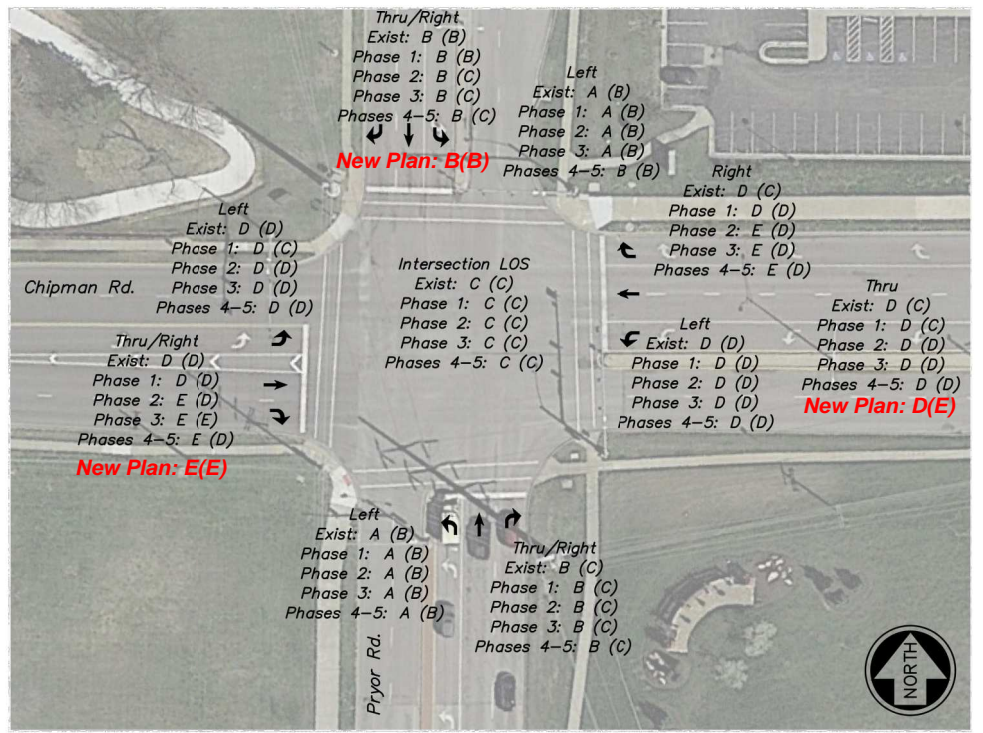 Thru/Right
Exist: B (B)
Phase 1: B (B)
Phase 2: B (C)
Phase 3: B (C)
Phases 4-5: B (C)
New Plan: B(B)
Left
Exist: A (B)
Phase 1: A (B)
Phase 2: A (B)
Phase 3: A (B)
Phases 4-5: B (B)
Right
Exist: D (C)
Phase 1: D (D)
Phase 2: E (D)
Phase 3: E (D)
Phases 4-5: E (D)
Left
Exist: D (D)
Phase 1: D (C)
Phase 2: D (D)
Phase 3: D (D)
Phases 4-5: D (D)
Chipman Rd.
Intersection LOS
Exist: C (C)
Phase 1: C (C)
Phase 2: C (C)
Phase 3: C (C)
Phases 4-5: C (C)
Thru
Exist: D (C)
Phase 1: D (C)
Phase 2: D (D)
Phase 3: D (D)
Phases 4-5: D (D)
New Plan: D(E)
Left
Exist: D (D)
Phase 1: D (D)
Phase 2: D (D)
Phase 3: D (D)
Phases 4-5: D (D)
Thru/Right
Exist: D (D)
Phase 1: D (D)
Phase 2: E (D)
Phase 3: E (E)
Phases 4-5: E (D)
New Plan: E(E)
Left
Exist: A (B)
Phase 1: A (B)
Phase 2: A (B)
Phase 3: A (B)
Phases 4-5: A (B)
Thru/Right
Exist: B (C)
Phase 1: B (C)
Phase 2: B (C)
Phase 3: B (C)
Phases 4-5: B (C)
Pryor Rd.
NORTH